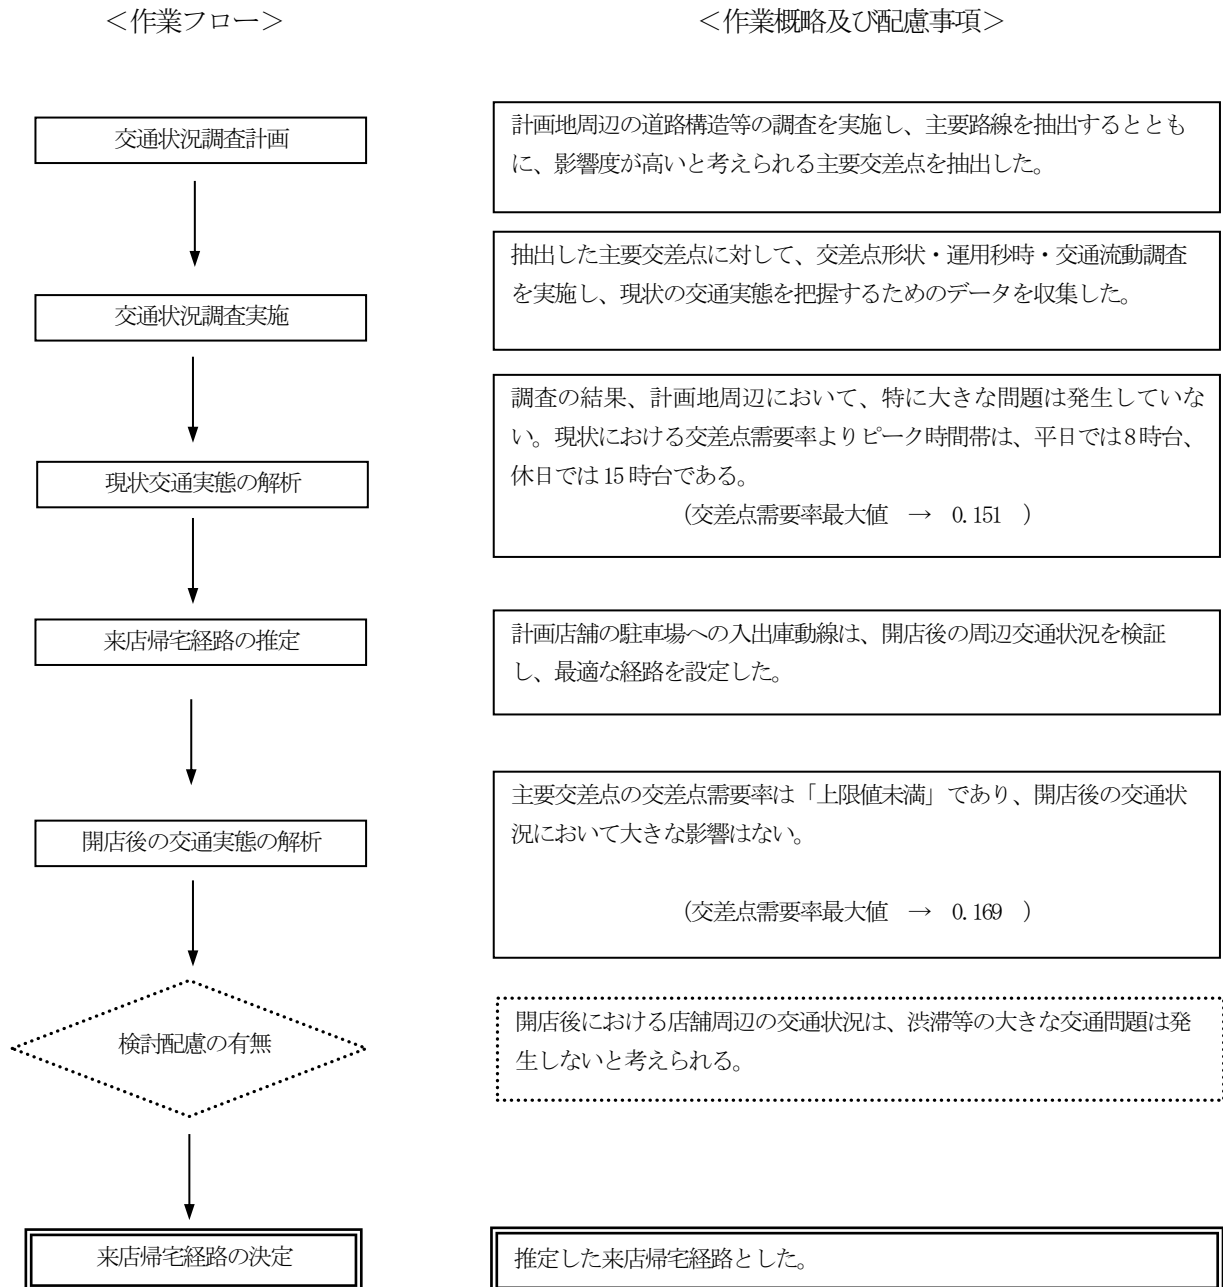 ＜作業フロー＞
＜作業概略及び配慮事項＞
交通状況調査計画
計画地周辺の道路構造等の調査を実施し、主要路線を抽出するととも
に、影響度が高いと考えられる主要交差点を抽出した。
交通状況調査実施
抽出した主要交差点に対して、交差点形状・運用秒時・交通流動調査
を実施し、現状の交通実態を把握するためのデータを収集した。
現状交通実態の解析
調査の結果、計画地周辺において、特に大きな問題は発生していな
い。現状における交差点需要率よりピーク時間帯は、平日では8時台、
休日では15時台である。
（交差点需要率最大値　→　0.151　）
来店帰宅経路の推定
計画店舗の駐車場への入出庫動線は、開店後の周辺交通状況を検証
し、最適な経路を設定した。
開店後の交通実態の解析
主要交差点の交差点需要率は「上限値未満」であり、開店後の交通状
況において大きな影響はない。
（交差点需要率最大値　→　0.169　）
検討配慮の有無
開店後における店舗周辺の交通状況は、渋滞等の大きな交通問題は発
生しないと考えられる。
来店帰宅経路の決定
推定した来店帰宅経路とした。